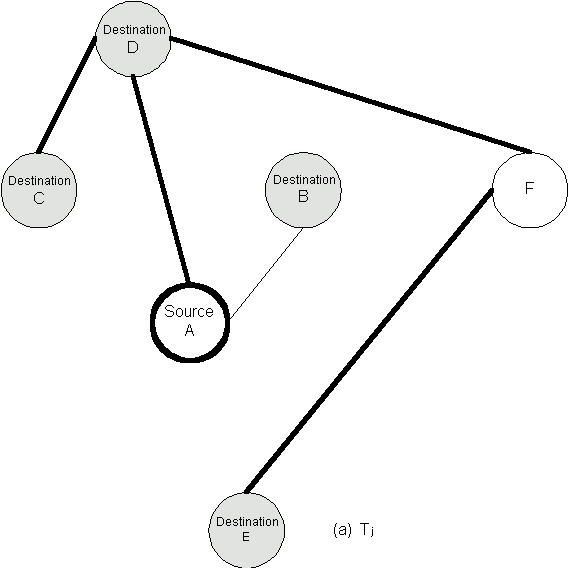 Destination
D
Destination
C
Destination
B
F
Source
A
Destination
E
(a) Tj